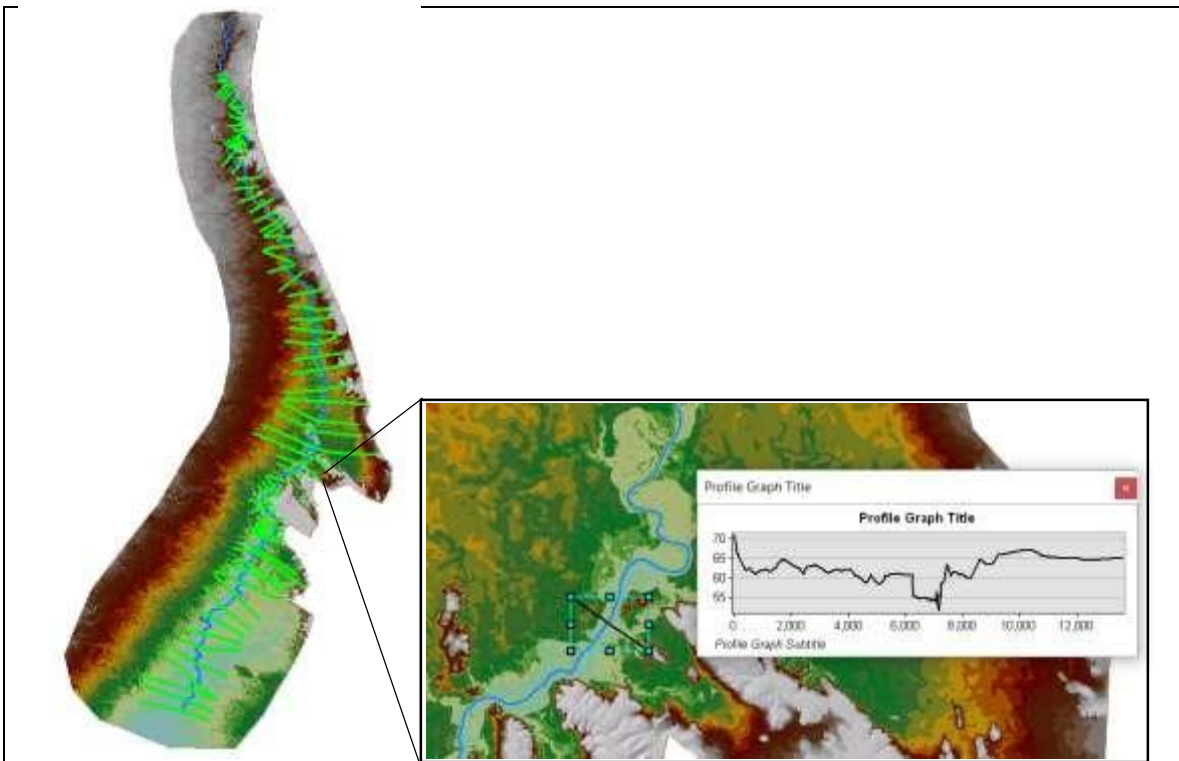 Profile Graph Title
Profile Graph Title
70
65
60
55
0 2,000 4,000 6,000 8,000 10,000 12,000
Profile Graph Subtitle